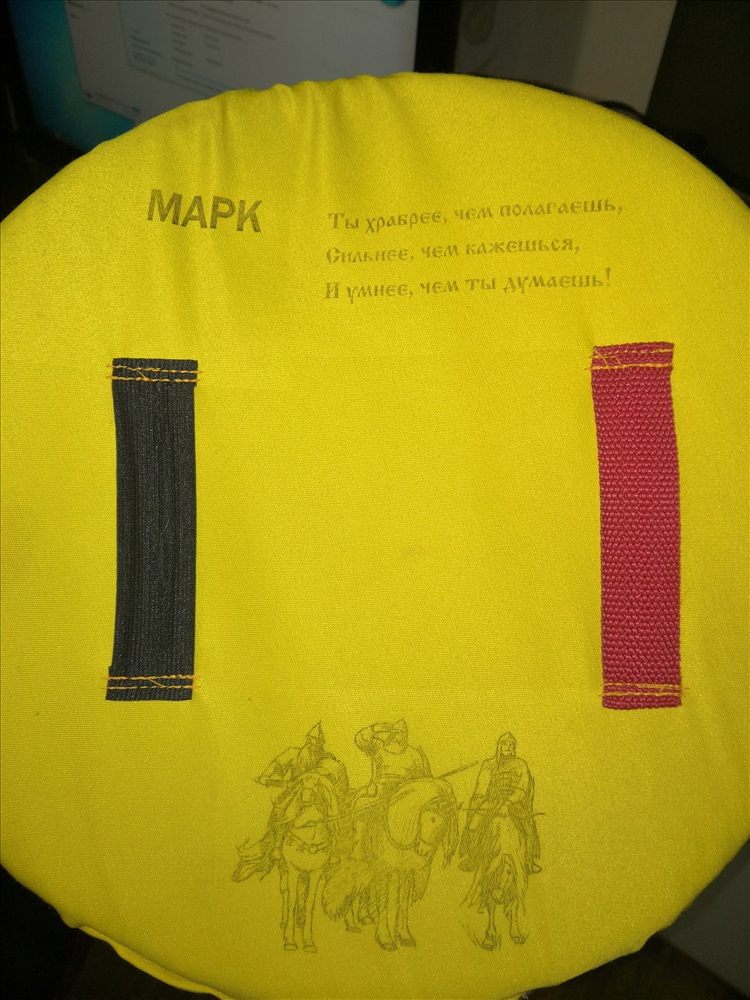 МАРК
Ты храбрее, чем полагаешь,
Сильнее, чем кажешься,
И умнее, чем ты думаешь!